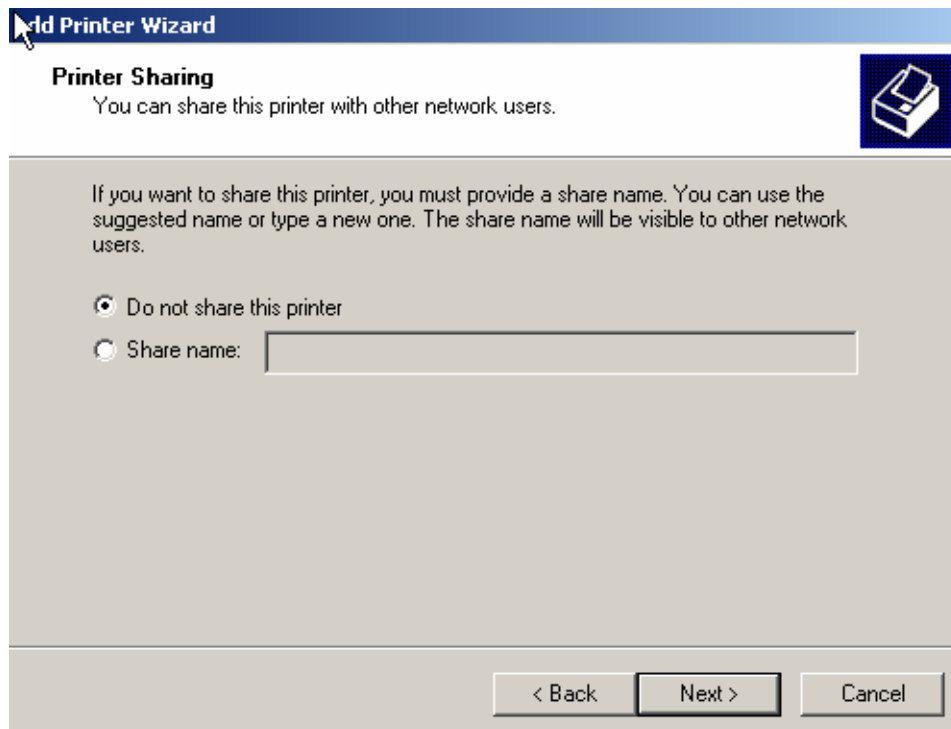 dd Printer Wizard
Printer Sharing
You can share this printer with other network users.
If you want to share this printer, you must provide a share name. You can use the
suggested name or type a new one. The share name will be visible to other network
users.
Do not share this printer
Share name:
< Back
Next >
Cancel